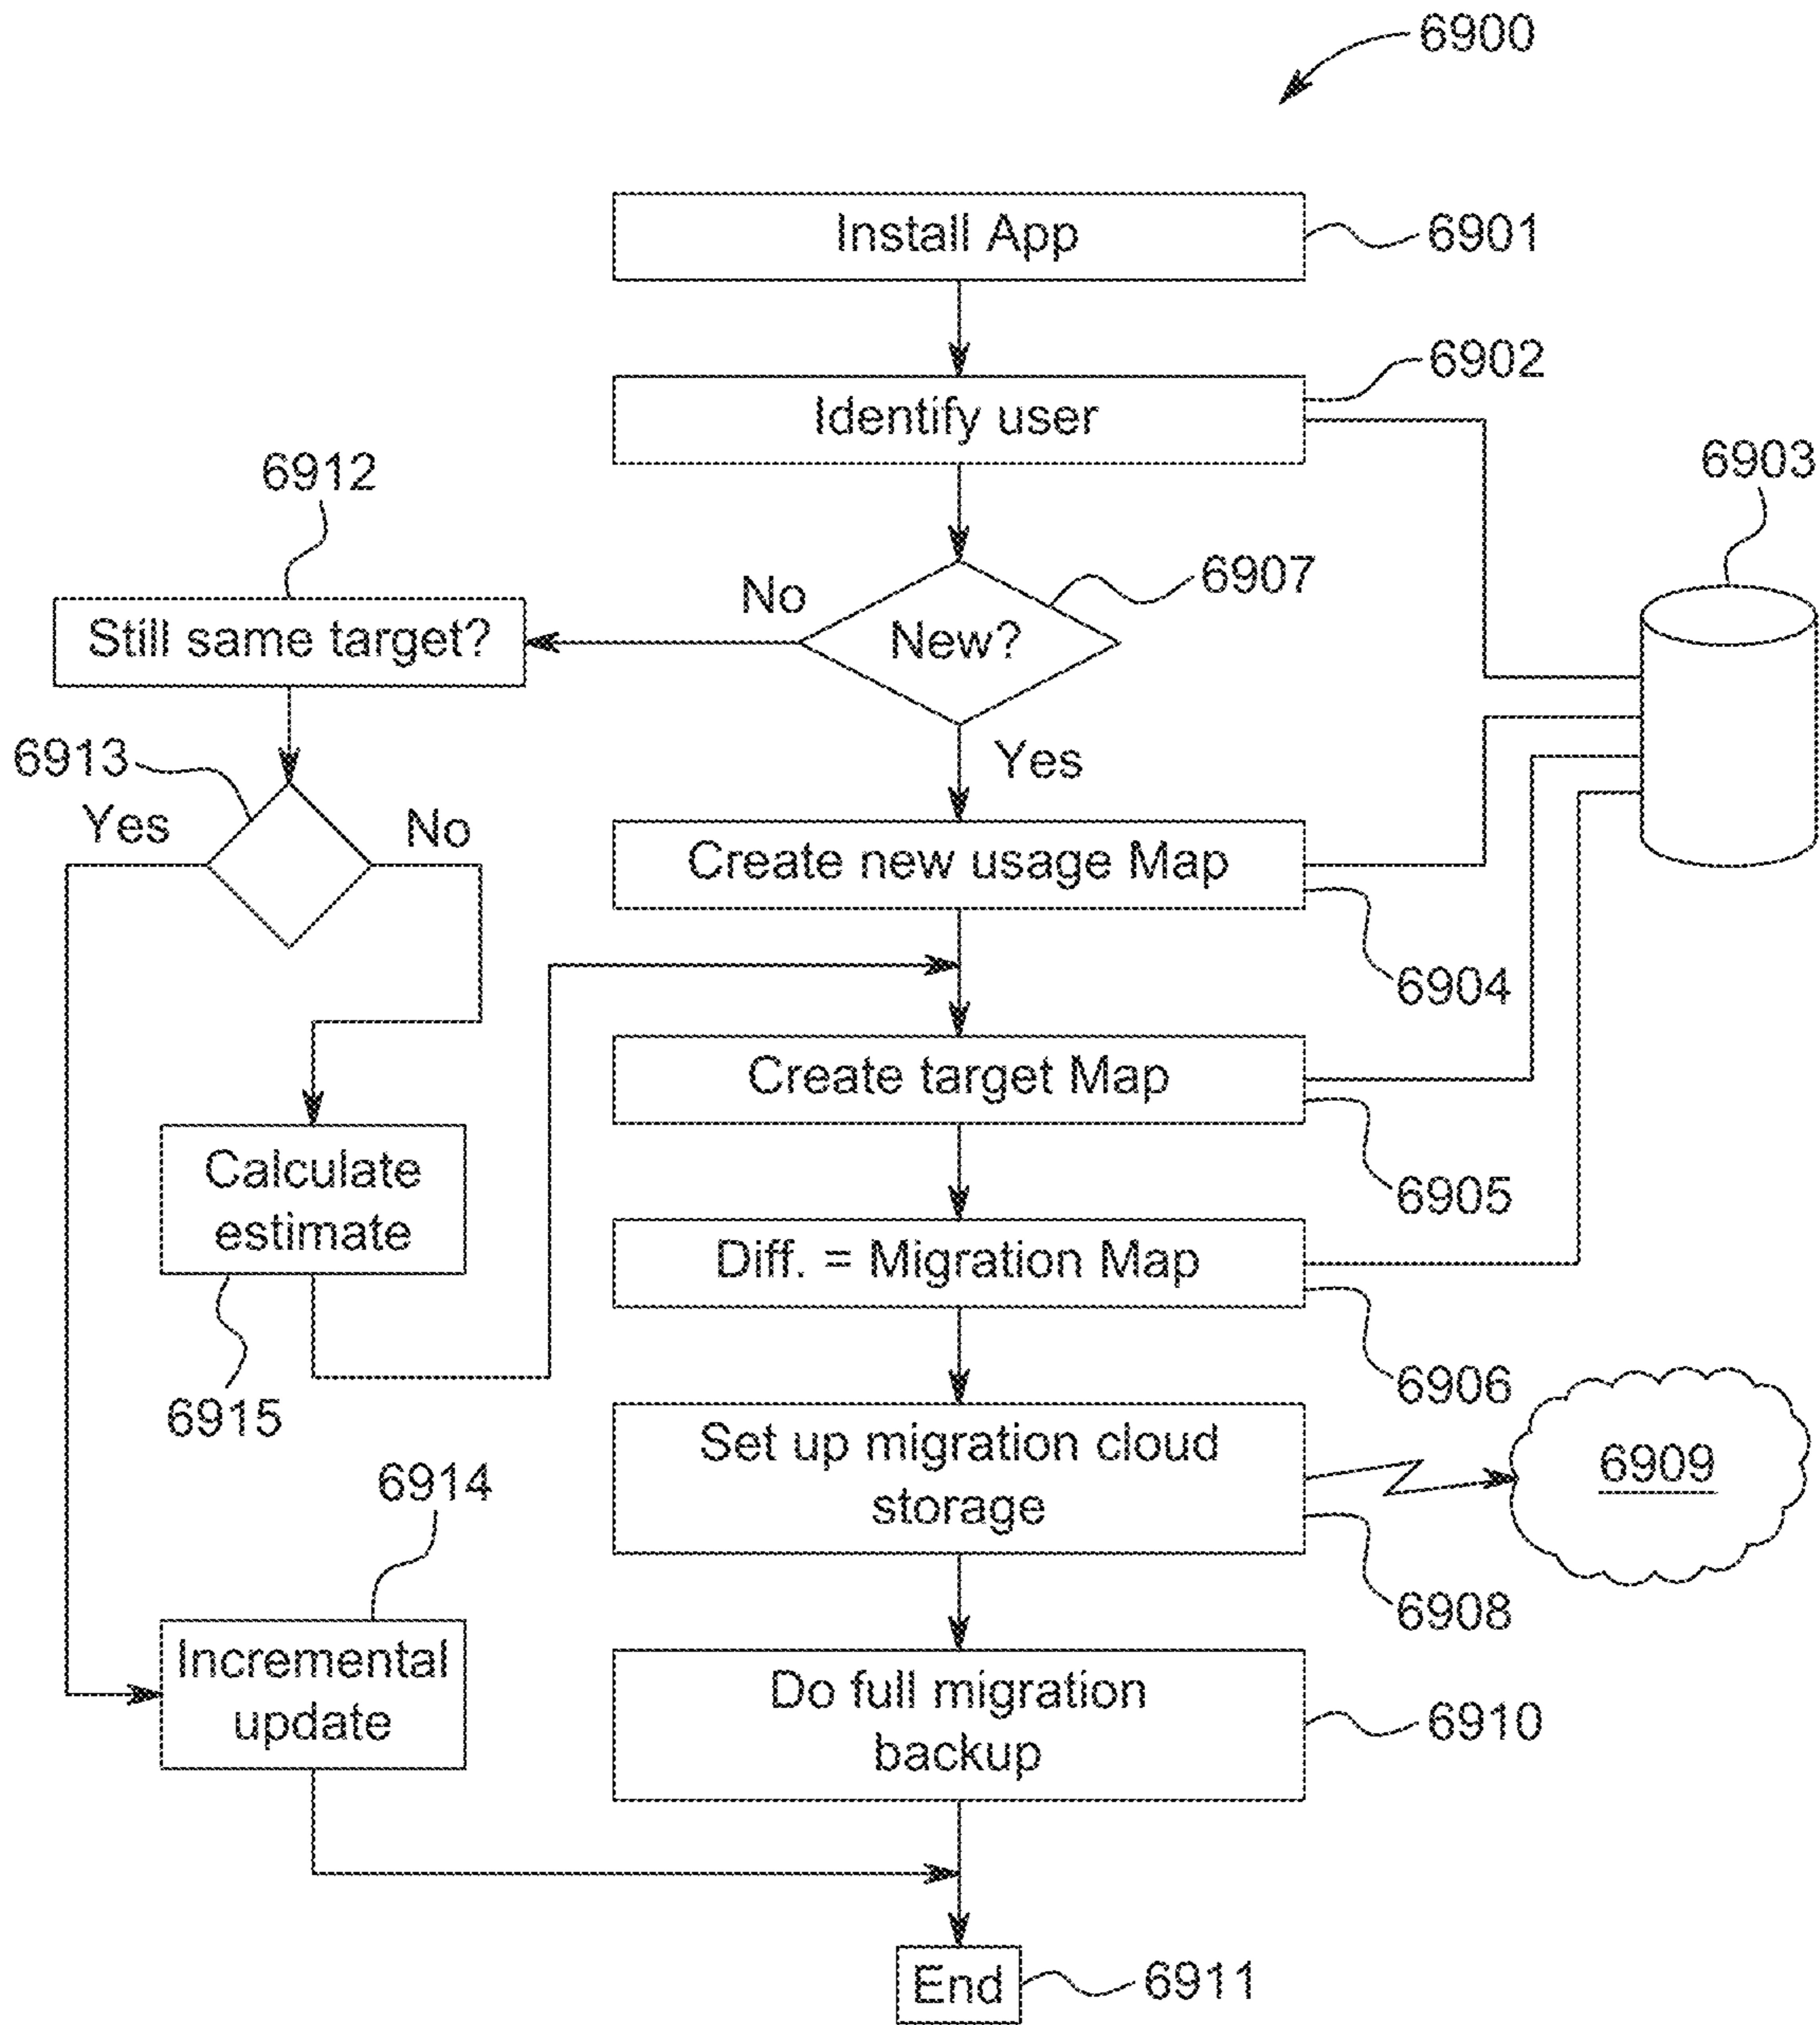 6900
Install App
6901
6902
Identify user
6903
6912
6907
No
Still same target?
New?
6913
Yes
Yes
No
Create new usage Map
6904
Create target Map
Calculate
estimate
6905
Diff. = Migration Map
6906
6915
Set up migration cloud
storage
6909
6914
6908
Incremental
update
Do full migration
backup
6910
End
6911